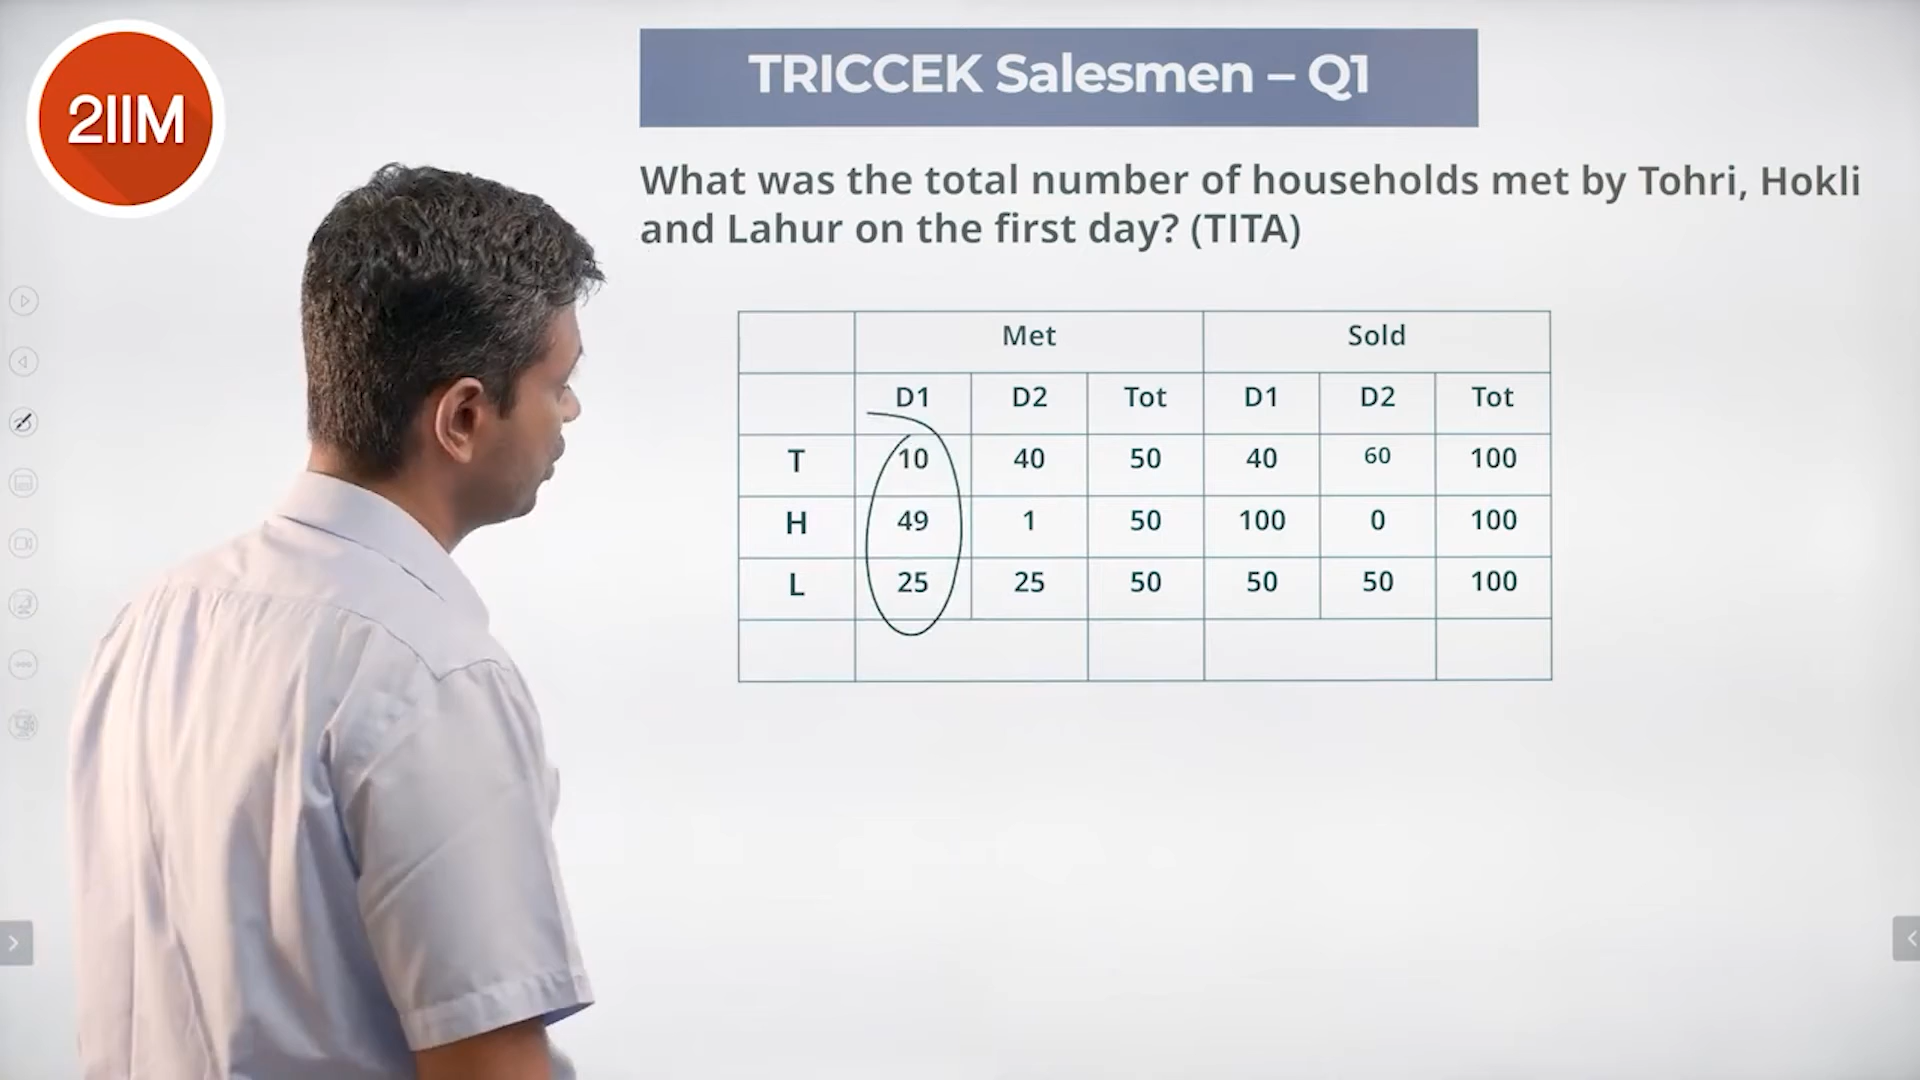 2IIM
TRICCEK Salesmen – Q1
What was the total number of households met by Tohri, Hokli
and Lahur on the first day? (TITA)
Met Sold
D1 D2 Tot D1 D2 Tot
T 10 40 50 40 60 100
H 49 1 50 100 0 100
L 25 25 50 50 50 100